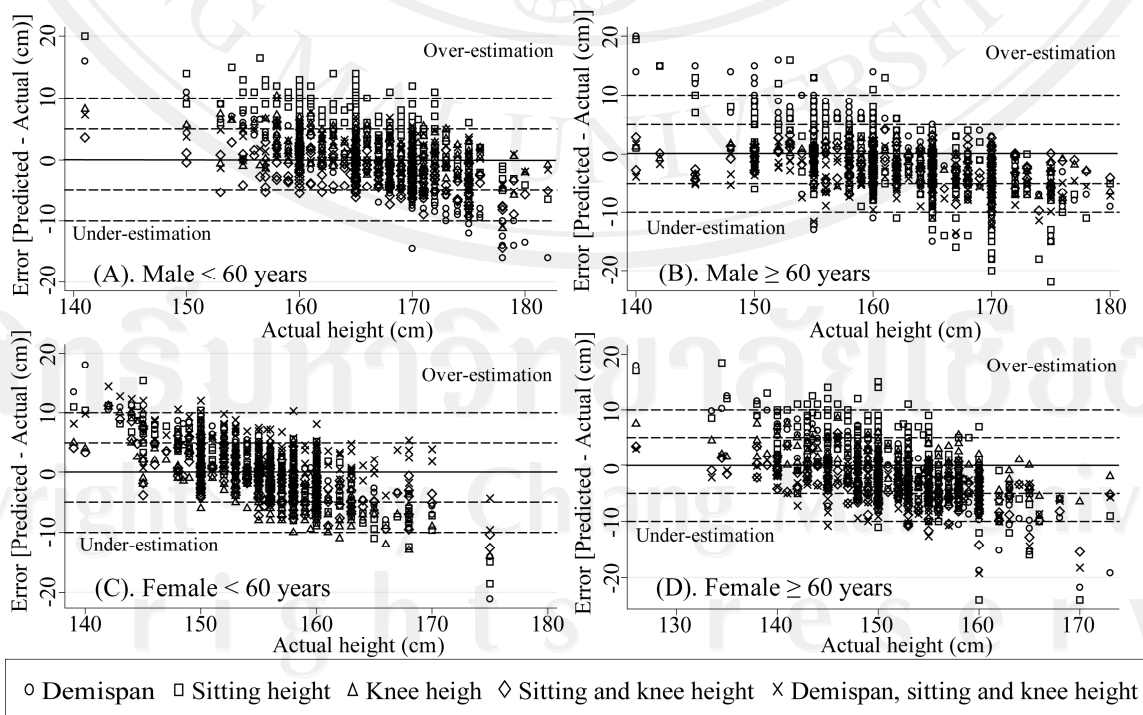 Error [Predicted - Actual (cm)]
20
10
0
-10
-20
Over-estimation
Under-estimation
(A). Male < 60 years
140 150 160 170 180
Actual height (cm)
Error [Predicted - Actual (cm)]
20
10
0
-10
-20
Over-estimation
Under-estimation
(B). Male ≥ 60 years
140 150 160 170 180
Actual height (cm)
Error [Predicted - Actual (cm)]
20
10
0
-10
-20
Over-estimation
Under-estimation
(C). Female < 60 years
140 150 160 170 180
Actual height (cm)
Error [Predicted - Actual (cm)]
20
10
0
-10
-20
Over-estimation
Under-estimation
(D). Female ≥ 60 years
130 140 150 160 170
Actual height (cm)
Demispan Sitting height Knee heigh Sitting and knee height Demispan, sitting and knee height
UNIVERSIT
rights reserv